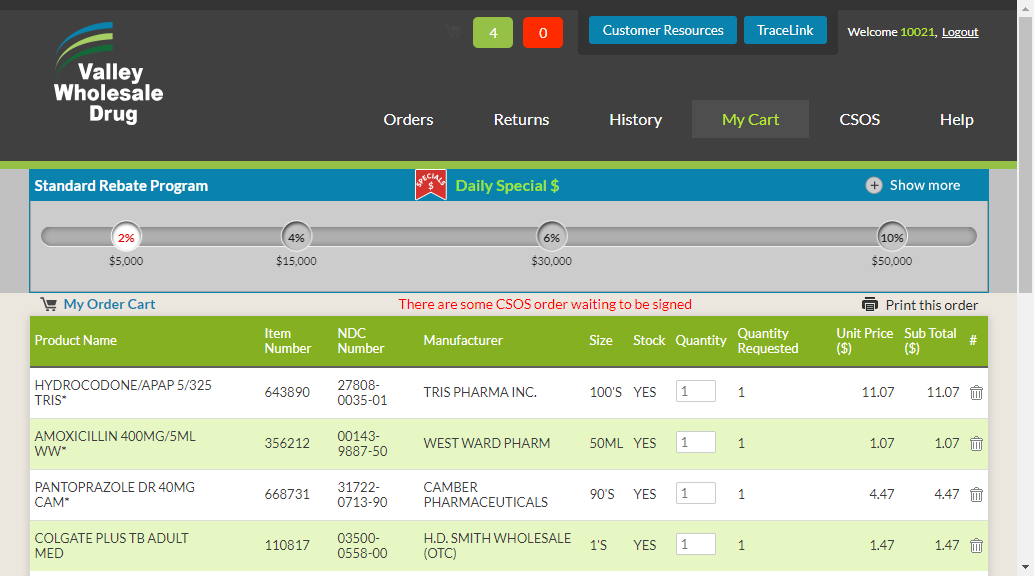 4 0 Customer Resources TraceLink Welcome 10021, Logout
Valley
Wholesale
Drug
Orders Returns History My Cart CSOS Help
Standard Rebate Program SPECIALS $ Daily Special $ + Show more
2% 4% 6% 10%
$5,000 $15,000 $30,000 $50,000
My Order Cart There are some CSOS order waiting to be signed Print this order
Product Name Item Number NDC Number Manufacturer Size Stock Quantity Quantity Requested Unit Price ($) Sub Total ($) #
HYDROCODONE/APAP 5/325 TRIS* 643890 27808-0035-01 TRIS PHARMA INC. 100'S YES 1 1 11.07 11.07
AMOXICILLIN 400MG/5ML WW* 356212 00143-9887-50 WEST WARD PHARM 50ML YES 1 1 1.07 1.07
PANTOPRAZOLE DR 40MG CAM* 668731 31722-0713-90 CAMBER PHARMACEUTICALS 90'S YES 1 1 4.47 4.47
COLGATE PLUS TB ADULT MED 110817 03500-0558-00 H.D. SMITH WHOLESALE (OTC) 1'S YES 1 1 1.47 1.47